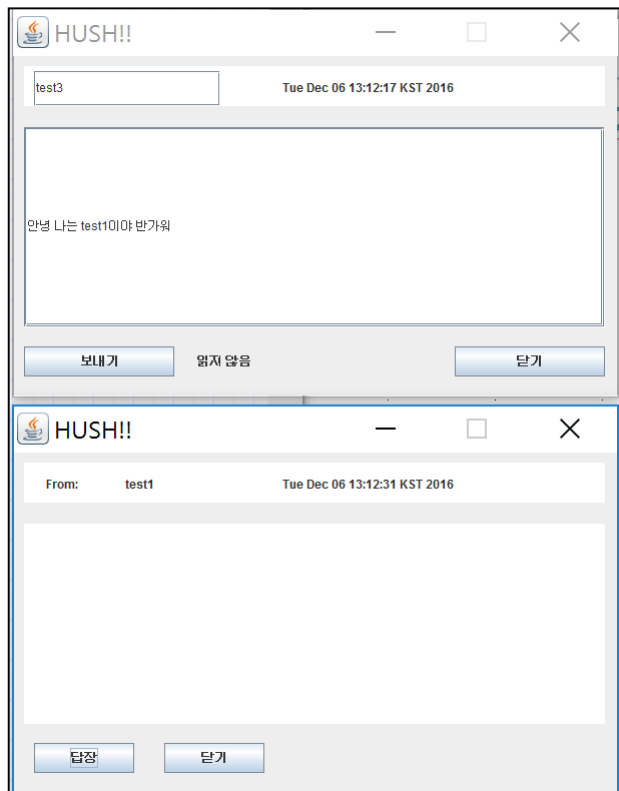 HUSH!!
test3 Tue Dec 06 13:12:17 KST 2016
안녕 나는 test1이야 반가워
보내기 읽지 않음 닫기
HUSH!!
From: test1 Tue Dec 06 13:12:31 KST 2016
답장 닫기